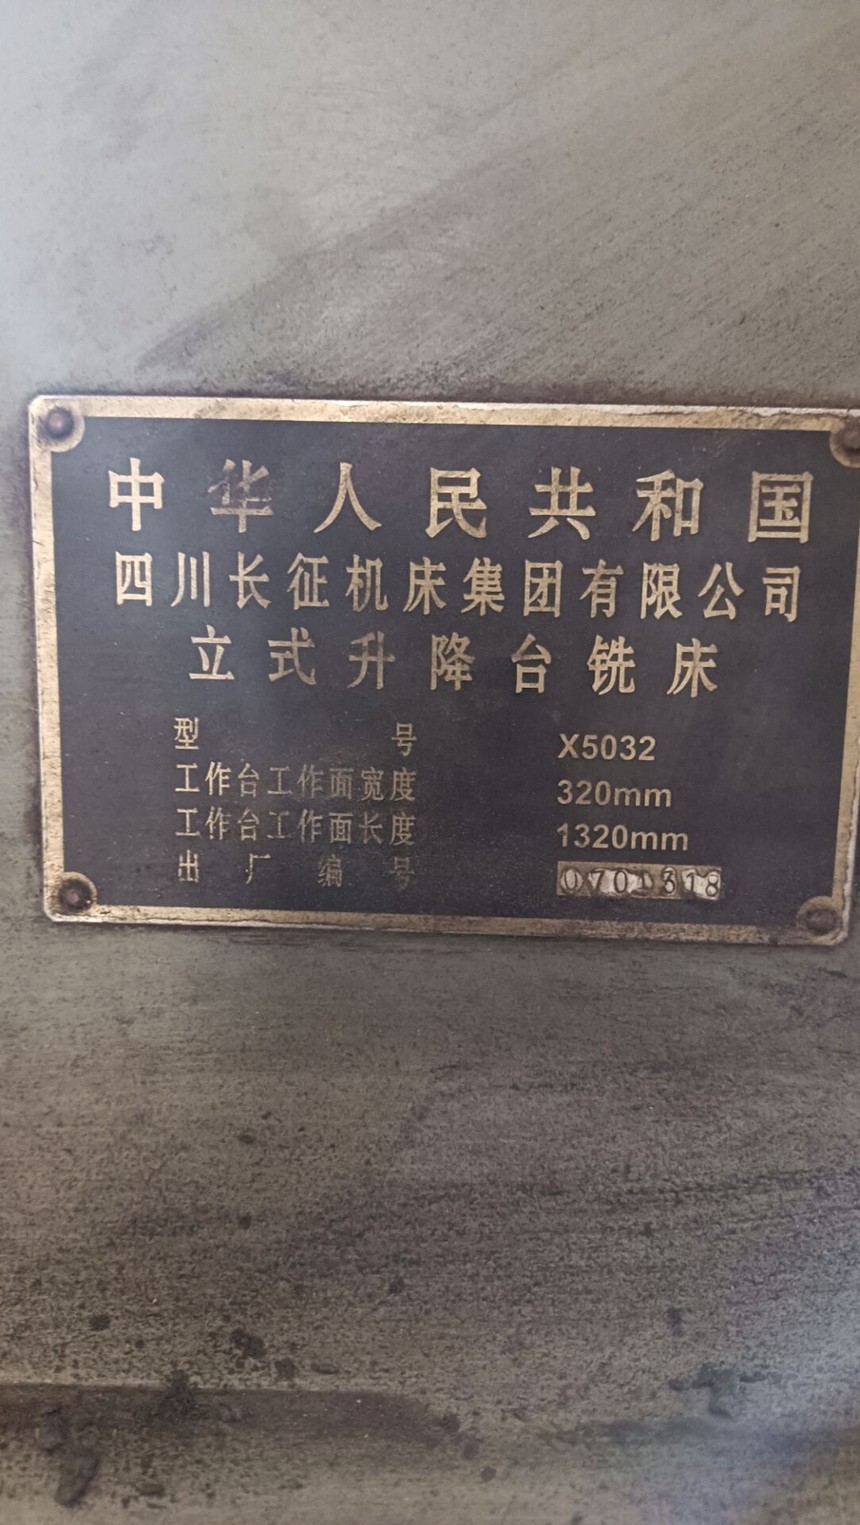 中华人民共和国
四川长征机床集团有限公司
立式升降台铣床
型号 X5032
工作台工作面宽度 320mm
工作台工作面长度 1320mm
出厂编号 0701318